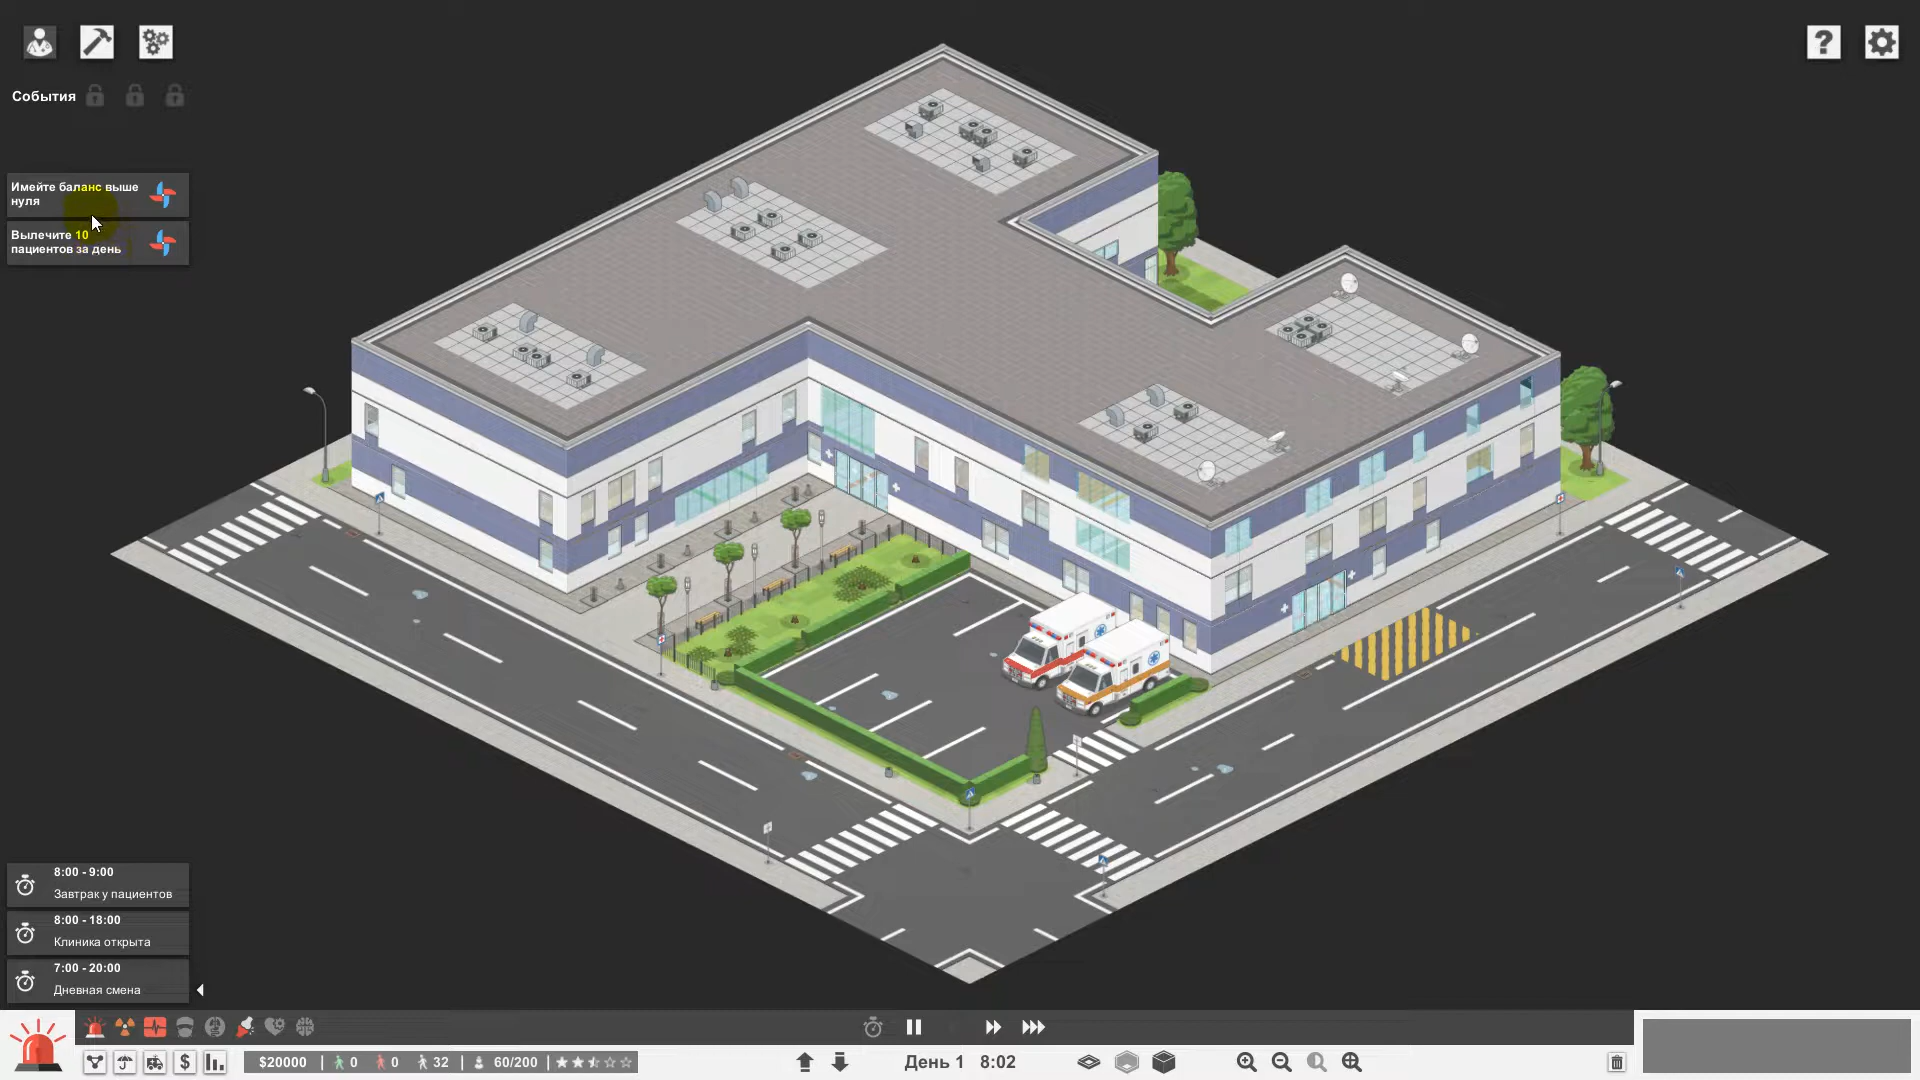 События
Имейте баланс выше
нуля
Вылечите 10
пациентов за день
8:00 - 9:00
Завтрак у пациентов
8:00 - 18:00
Клиника открыта
7:00 - 20:00
Дневная смена
$20000 | 0 0 32 | 60/200 |
День 1 8:02